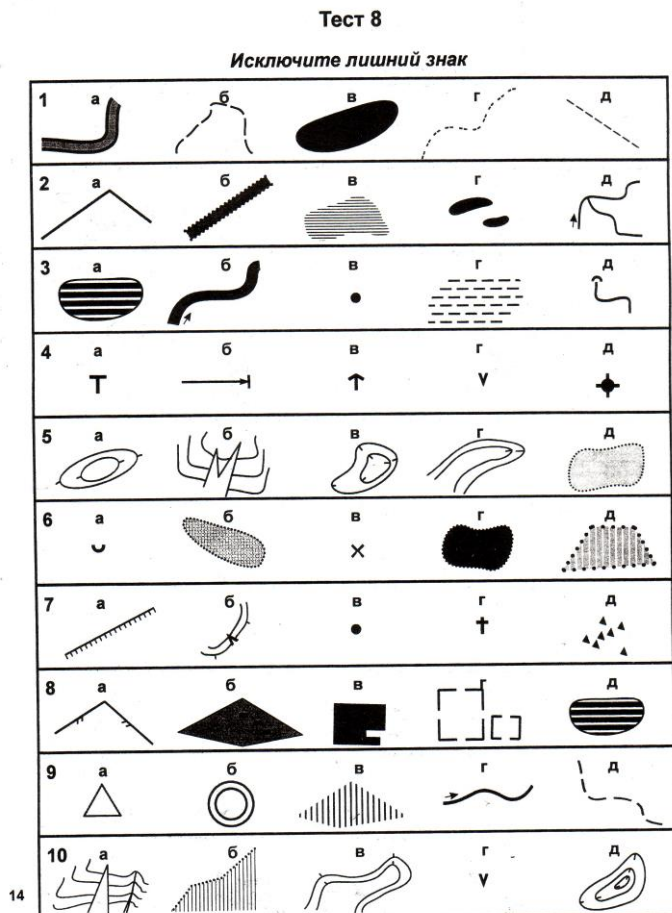 Тест 8
Исключите лишний знак
1 а б в г д
2 а б в г д
3 а б в г д
4 а б в г д
5 а б в г д
6 а б в г д
7 а б в г д
8 а б в г д
9 а б в г д
10 а б в г д
14